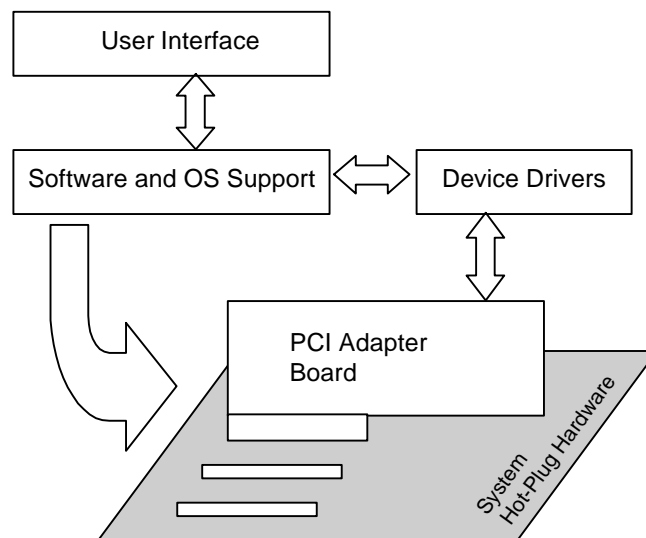 User Interface
Software and OS Support
Device Drivers
PCI Adapter
Board
System
Hot-Plug Hardware